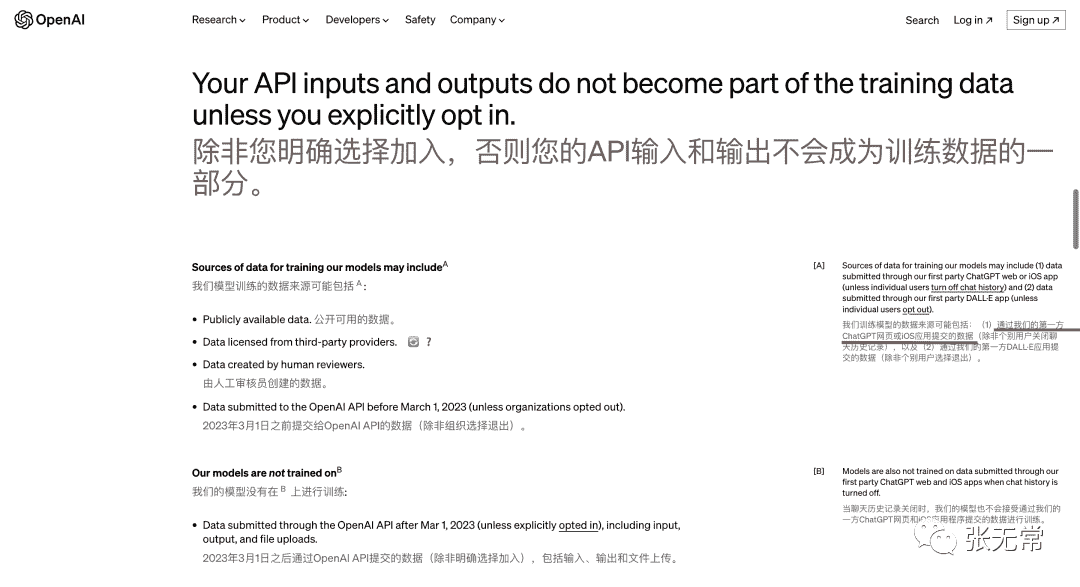 OpenAI
Research Product Developers Safety Company
Search Log in ↗ Sign up ↗
Your API inputs and outputs do not become part of the training data
unless you explicitly opt in.
除非您明确选择加入，否则您的API输入和输出不会成为训练数据的一
部分。
Sources of data for training our models may includeᴬ
我们模型训练的数据来源可能包括 ᴬ：
• Publicly available data. 公开可用的数据。
• Data licensed from third-party providers. ?
• Data created by human reviewers.
由人工审核员创建的数据。
• Data submitted to the OpenAI API before March 1, 2023 (unless organizations opted out).
2023年3月1日之前提交给OpenAI API的数据（除非组织选择退出）。
[A] Sources of data for training our models may include (1) data
submitted through our first party ChatGPT web or iOS app
(unless individual users turn off chat history) and (2) data
submitted through our first party DALL·E app (unless
individual users opt out).
我们训练模型的数据来源可能包括：（1）通过我们的第一方
ChatGPT网页或iOS应用提交的数据（除非个别用户关闭聊
天历史记录），以及（2）通过我们的第一方DALL·E应用提
交的数据（除非个别用户选择退出）。
Our models are not trained onᴮ
我们的模型没有在 ᴮ 上进行训练:
• Data submitted through the OpenAI API after Mar 1, 2023 (unless explicitly opted in), including input,
output, and file uploads.
2023年3月1日之后通过OpenAI API提交的数据（除非明确选择加入），包括输入、输出和文件上传。
[B] Models are also not trained on data submitted through our
first party ChatGPT web and iOS apps when chat history is
turned off.
当聊天历史记录关闭时，我们的模型也不会接受通过我们的第
一方ChatGPT网页和iOS应用程序提交的数据进行训练。
张无常